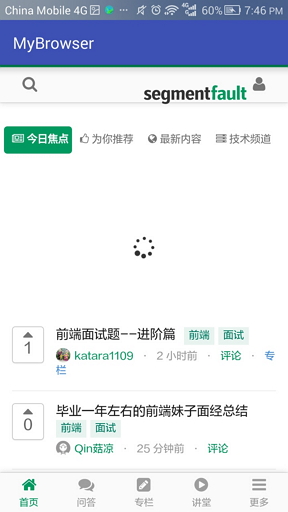 China Mobile 4G ··· 4G 60% 7:46 PM
MyBrowser
segmentfault
今日焦点 为你推荐 最新内容 技术频道
1 前端面试题--进阶篇 前端 面试
katara1109 · 2 小时前 · 评论 · 专
栏
0 毕业一年左右的前端妹子面经总结
前端 面试
Qin菇凉 · 25 分钟前 · 评论
首页 问答 专栏 讲堂 更多